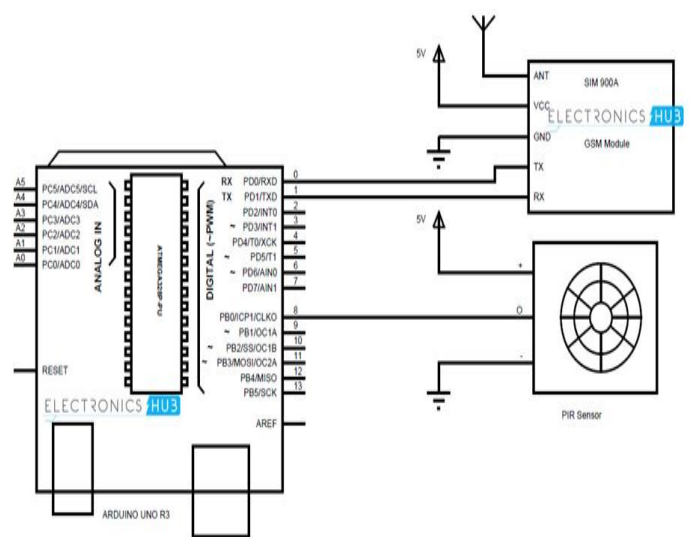 5V
ANT
SIM 900A
VCC
ELECTRONICS HUB
GND
GSM Module
TX
RX
A5
A4
A3
A2
A1
A0
PC5/ADC5/SCL
PC4/ADC4/SDA
PC3/ADC3
PC2/ADC2
PC1/ADC1
PC0/ADC0
ANALOG IN
ATMEGA328P-PU
DIGITAL (~PWM)
RX PD0/RXD 0
TX PD1/TXD 1
PD2/INT0 2
~ PD3/INT1 3
PD4/T0/XCK 4
~ PD5/T1 5
~ PD6/AIN0 6
PD7/AIN1 7
PB0/ICP1/CLKO 8
~ PB1/OC1A 9
~ PB2/SS/OC1B 10
~ PB3/MOSI/OC2A 11
PB4/MISO 12
PB5/SCK 13
RESET
AREF
ELECTRONICS HUB
ARDUINO UNO R3
5V
+
O
-
PIR Sensor